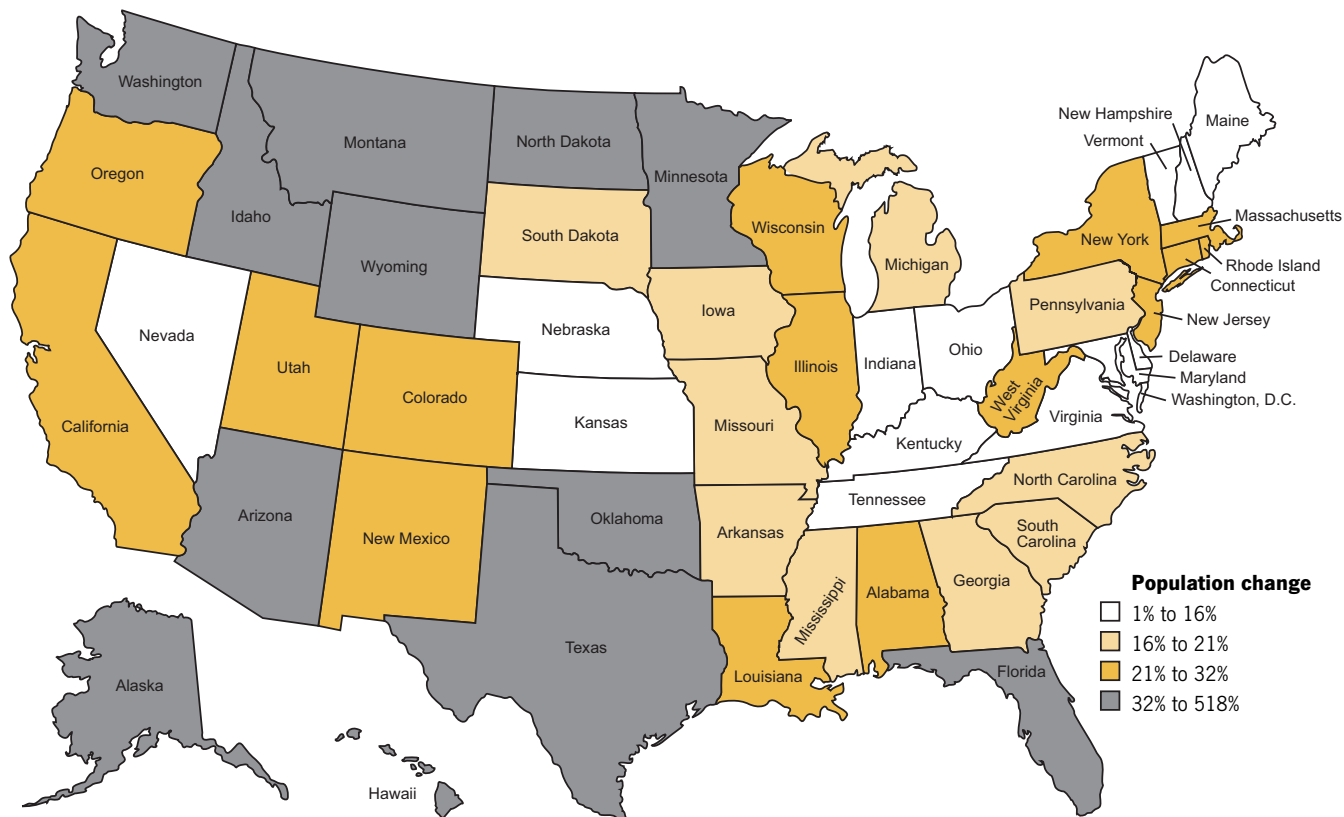 Washington
Montana
North Dakota
Minnesota
New Hampshire
Vermont
Maine
Oregon
Idaho
Wyoming
South Dakota
Wisconsin
Michigan
New York
Massachusetts
Rhode Island
Connecticut
Pennsylvania
New Jersey
Nevada
Utah
Colorado
Nebraska
Iowa
Illinois
Indiana
Ohio
Delaware
Maryland
Washington, D.C.
West
Virginia
Virginia
California
Kansas
Missouri
Kentucky
Arizona
New Mexico
Oklahoma
Arkansas
Tennessee
North Carolina
South
Carolina
Texas
Louisiana
Mississippi
Alabama
Georgia
Florida
Alaska
Hawaii
Population change
1% to 16%
16% to 21%
21% to 32%
32% to 518%